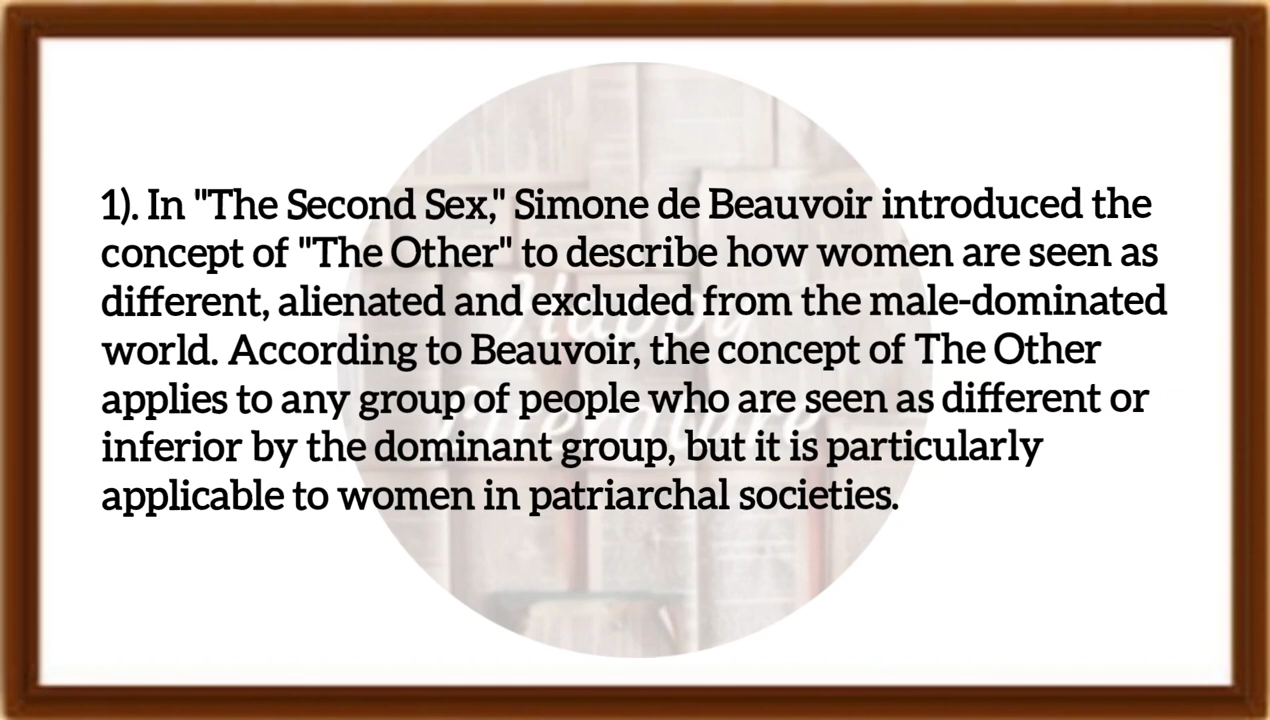 1). In "The Second Sex," Simone de Beauvoir introduced the
concept of "The Other" to describe how women are seen as
different, alienated and excluded from the male-dominated
world. According to Beauvoir, the concept of The Other
applies to any group of people who are seen as different or
inferior by the dominant group, but it is particularly
applicable to women in patriarchal societies.
Happy
Literature